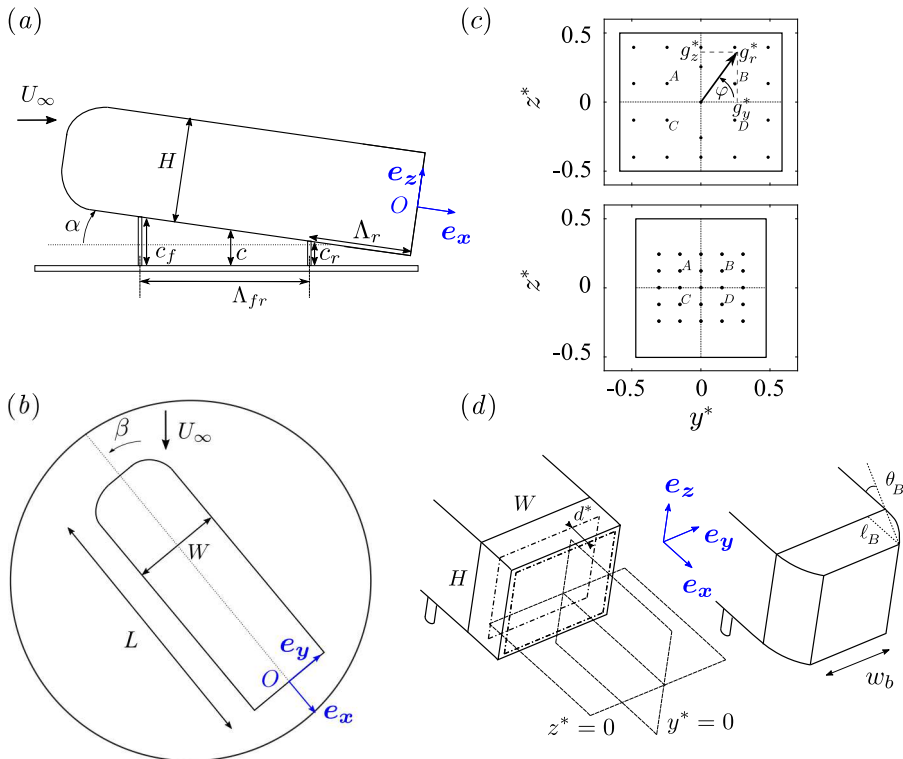 (a)
U∞
H
e_z
O
e_x
α
c_f
c
c_r
Λ_r
Λ_fr
(c)
0.5
0
-0.5
z*
A
B
C
D
g_z*
g_r*
φ
g_y*
0.5
0
-0.5
z*
A
B
C
D
-0.5 0 0.5
y*
(b)
β
U∞
W
L
e_y
O
e_x
(d)
W
d*
H
z* = 0
y* = 0
e_z
e_y
e_x
θ_B
ℓ_B
w_b